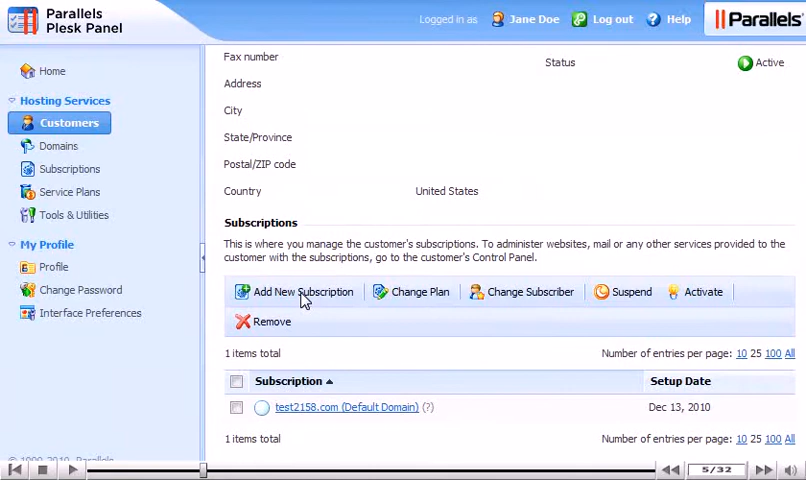 Parallels
Plesk Panel
Logged in as Jane Doe Log out ? Help Parallels
Home
Hosting Services
Customers
Domains
Subscriptions
Service Plans
Tools & Utilities
My Profile
Profile
Change Password
Interface Preferences
Fax number
Status Active
Address
City
State/Province
Postal/ZIP code
Country United States
Subscriptions
This is where you manage the customer's subscriptions. To administer websites, mail or any other services provided to the
customer with the subscriptions, go to the customer's Control Panel.
Add New Subscription Change Plan Change Subscriber Suspend Activate
Remove
1 items total Number of entries per page: 10 25 100 All
Subscription Setup Date
test2158.com (Default Domain) (?) Dec 13, 2010
1 items total Number of entries per page: 10 25 100 All
5/32